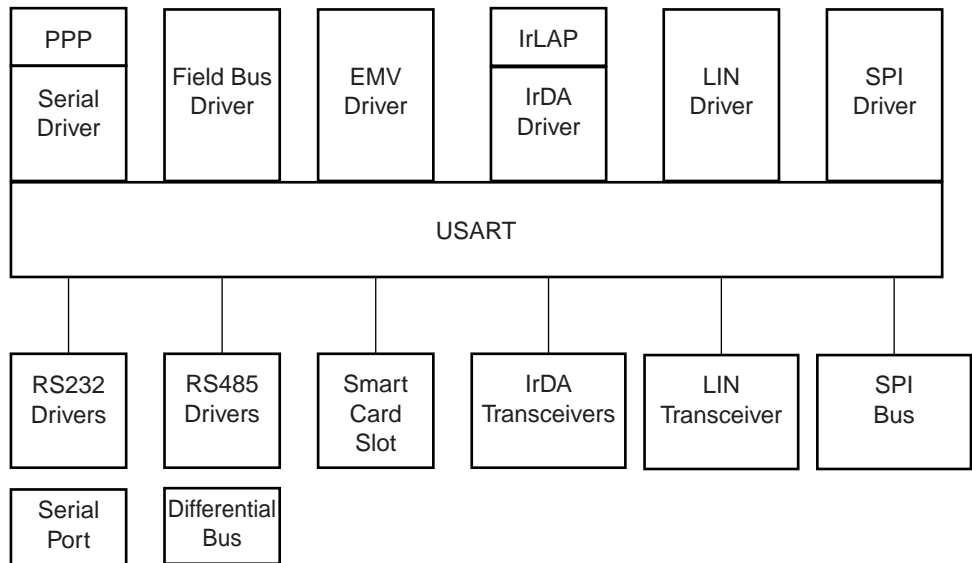 PPP
Serial
Driver
Field Bus
Driver
EMV
Driver
IrLAP
IrDA
Driver
LIN
Driver
SPI
Driver
USART
RS232
Drivers
RS485
Drivers
Smart
Card
Slot
IrDA
Transceivers
LIN
Transceiver
SPI
Bus
Serial
Port
Differential
Bus